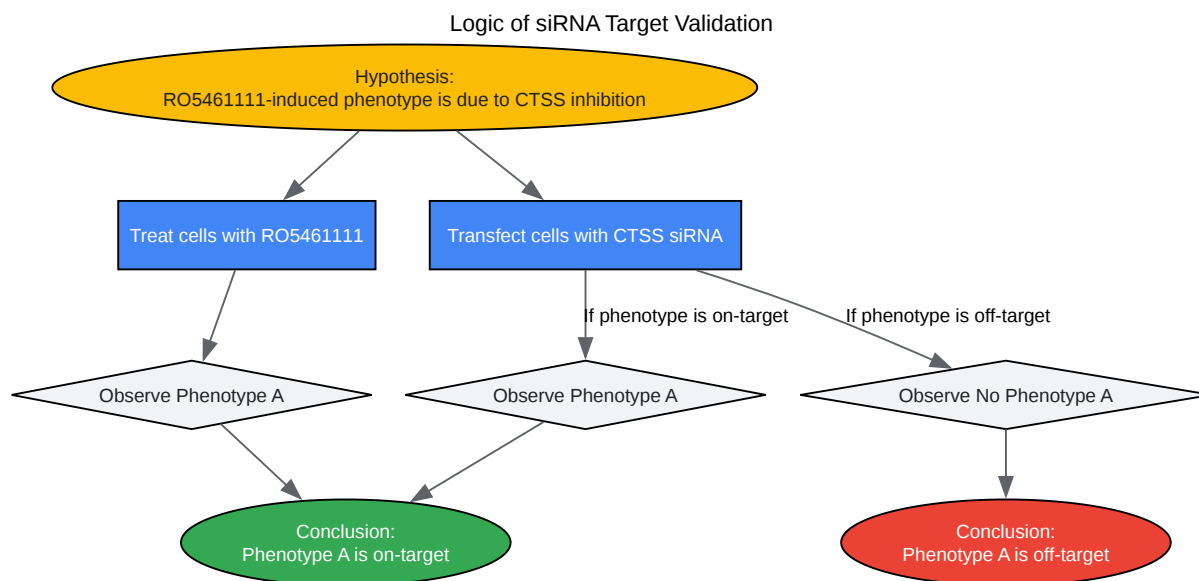 Logic of siRNA Target Validation
Hypothesis:
RO5461111-induced phenotype is due to CTSS inhibition
Treat cells with RO5461111
Transfect cells with CTSS siRNA
If phenotype is on-target
If phenotype is off-target
Observe Phenotype A
Observe Phenotype A
Observe No Phenotype A
Conclusion:
Phenotype A is on-target
Conclusion:
Phenotype A is off-target